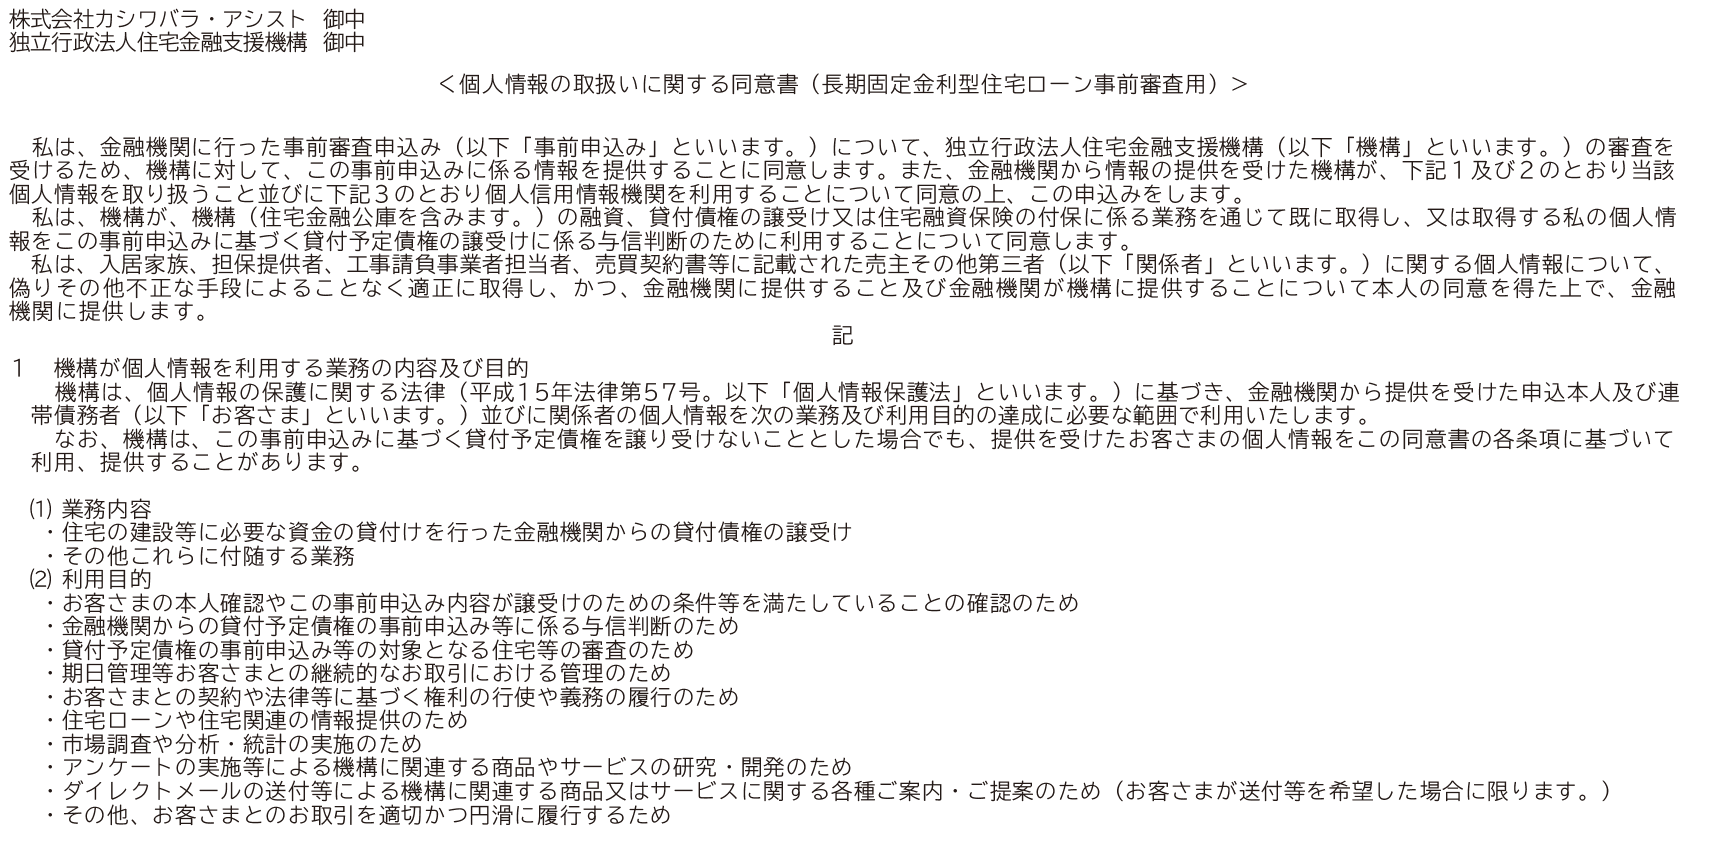 株式会社カシワバラ・アシスト　御中
独立行政法人住宅金融支援機構　御中
＜個人情報の取扱いに関する同意書（長期固定金利型住宅ローン事前審査用）＞
　私は、金融機関に行った事前審査申込み（以下「事前申込み」といいます。）について、独立行政法人住宅金融支援機構（以下「機構」といいます。）の審査を
受けるため、機構に対して、この事前申込みに係る情報を提供することに同意します。また、金融機関から情報の提供を受けた機構が、下記１及び２のとおり当該
個人情報を取り扱うこと並びに下記３のとおり個人信用情報機関を利用することについて同意の上、この申込みをします。
　私は、機構が、機構（住宅金融公庫を含みます。）の融資、貸付債権の譲受け又は住宅融資保険の付保に係る業務を通じて既に取得し、又は取得する私の個人情
報をこの事前申込みに基づく貸付予定債権の譲受けに係る与信判断のために利用することについて同意します。
　私は、入居家族、担保提供者、工事請負事業者担当者、売買契約書等に記載された売主その他第三者（以下「関係者」といいます。）に関する個人情報について、
偽りその他不正な手段によることなく適正に取得し、かつ、金融機関に提供すること及び金融機関が機構に提供することについて本人の同意を得た上で、金融
機関に提供します。
記
１　機構が個人情報を利用する業務の内容及び目的
　　機構は、個人情報の保護に関する法律（平成15年法律第57号。以下「個人情報保護法」といいます。）に基づき、金融機関から提供を受けた申込本人及び連
　帯債務者（以下「お客さま」といいます。）並びに関係者の個人情報を次の業務及び利用目的の達成に必要な範囲で利用いたします。
　　なお、機構は、この事前申込みに基づく貸付予定債権を譲り受けないこととした場合でも、提供を受けたお客さまの個人情報をこの同意書の各条項に基づいて
　利用、提供することがあります。
　⑴ 業務内容
　・住宅の建設等に必要な資金の貸付けを行った金融機関からの貸付債権の譲受け
　・その他これらに付随する業務
　⑵ 利用目的
　・お客さまの本人確認やこの事前申込み内容が譲受けのための条件等を満たしていることの確認のため
　・金融機関からの貸付予定債権の事前申込み等に係る与信判断のため
　・貸付予定債権の事前申込み等の対象となる住宅等の審査のため
　・期日管理等お客さまとの継続的なお取引における管理のため
　・お客さまとの契約や法律等に基づく権利の行使や義務の履行のため
　・住宅ローンや住宅関連の情報提供のため
　・市場調査や分析・統計の実施のため
　・アンケートの実施等による機構に関連する商品やサービスの研究・開発のため
　・ダイレクトメールの送付等による機構に関連する商品又はサービスに関する各種ご案内・ご提案のため（お客さまが送付等を希望した場合に限ります。）
　・その他、お客さまとのお取引を適切かつ円滑に履行するため